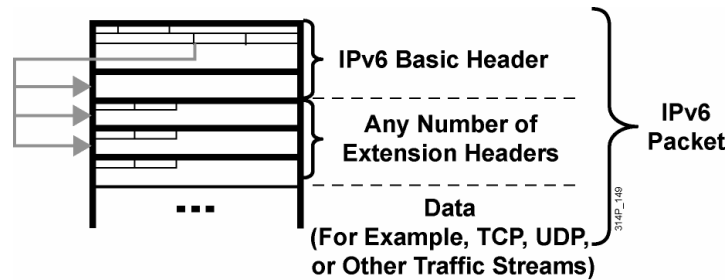 IPv6 Basic Header
Any Number of
Extension Headers
Data
(For Example, TCP, UDP,
or Other Traffic Streams)
IPv6
Packet
314P_149